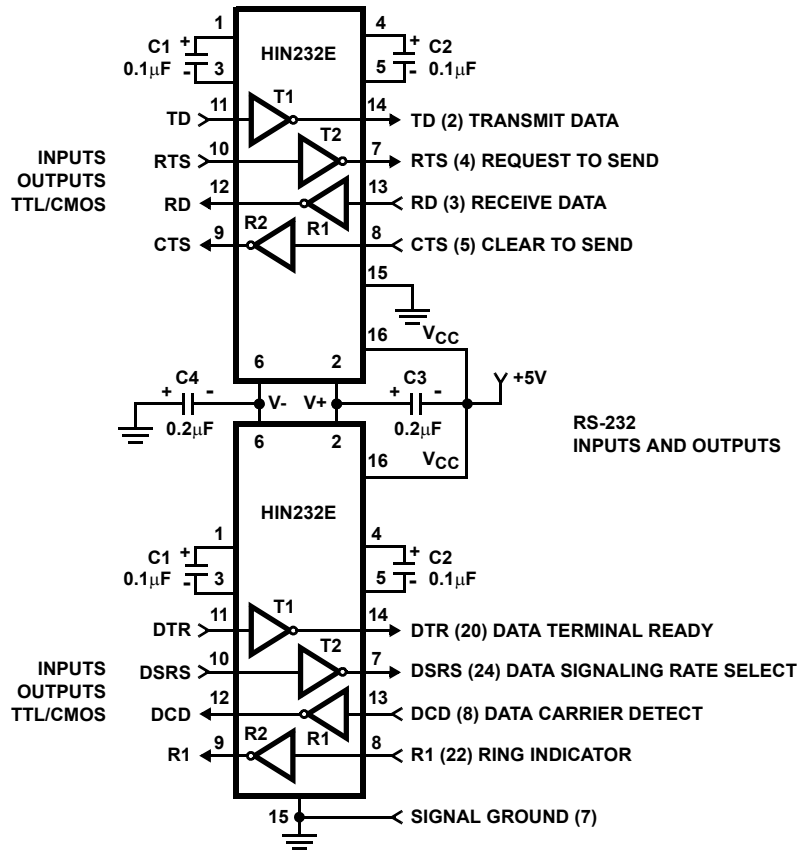 1
4
C1 +
HIN232E
+ C2
0.1μF
0.1μF
- 3
5 -
11
T1
14
TD
TD (2) TRANSMIT DATA
10
T2
7
INPUTS
OUTPUTS
TTL/CMOS
RTS
RTS (4) REQUEST TO SEND
12
13
RD
RD (3) RECEIVE DATA
9
R2
R1
8
CTS
CTS (5) CLEAR TO SEND
15
16
VCC
6
2
C4
C3
+5V
+ -
V-
V+
+ -
0.2μF
0.2μF
RS-232
INPUTS AND OUTPUTS
6
2
16
VCC
HIN232E
1
4
C1 +
+ C2
0.1μF
0.1μF
- 3
5 -
11
T1
14
DTR
DTR (20) DATA TERMINAL READY
10
T2
7
INPUTS
OUTPUTS
TTL/CMOS
DSRS
DSRS (24) DATA SIGNALING RATE SELECT
12
13
DCD
DCD (8) DATA CARRIER DETECT
9
R2
R1
8
R1
R1 (22) RING INDICATOR
15
SIGNAL GROUND (7)